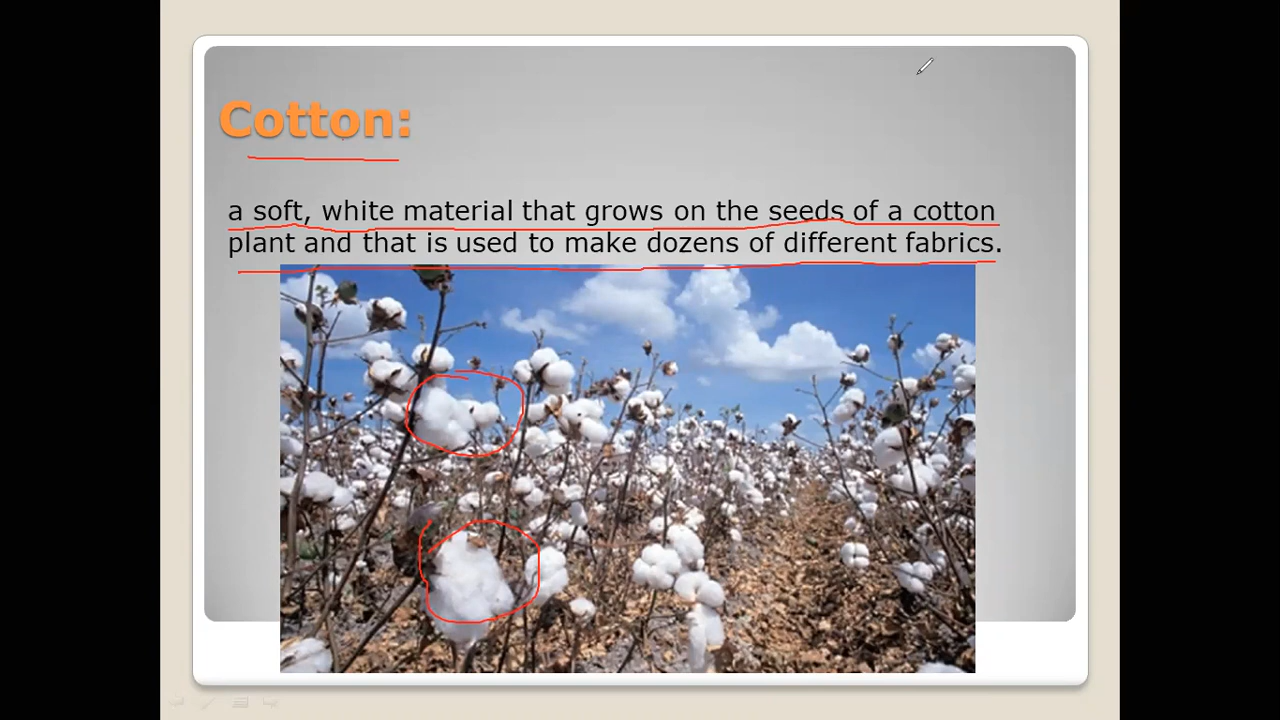 Cotton:
a soft, white material that grows on the seeds of a cotton
plant and that is used to make dozens of different fabrics.